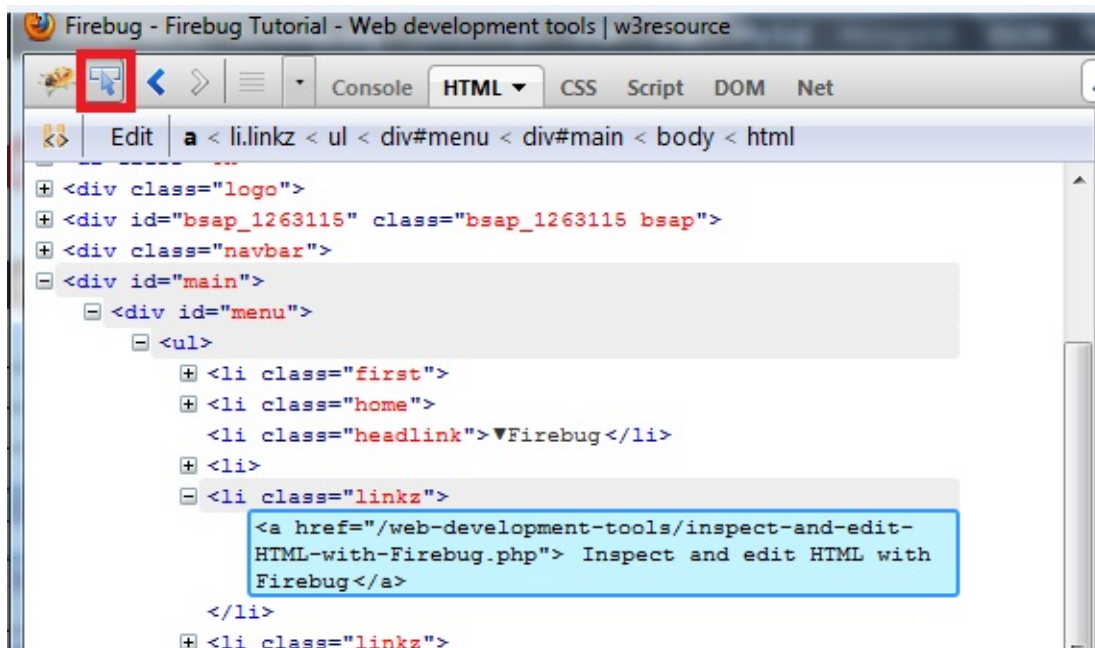 Firebug - Firebug Tutorial - Web development tools | w3resource
Console HTML CSS Script DOM Net
Edit a < li.linkz < ul < div#menu < div#main < body < html
<div class="logo">
<div id="bsap_1263115" class="bsap_1263115 bsap">
<div class="navbar">
<div id="main">
<div id="menu">
<ul>
<li class="first">
<li class="home">
<li class="headlink">▼Firebug</li>
<li>
<li class="linkz">
<a href="/web-development-tools/inspect-and-edit-
HTML-with-Firebug.php"> Inspect and edit HTML with
Firebug</a>
</li>
<li class="linkz">